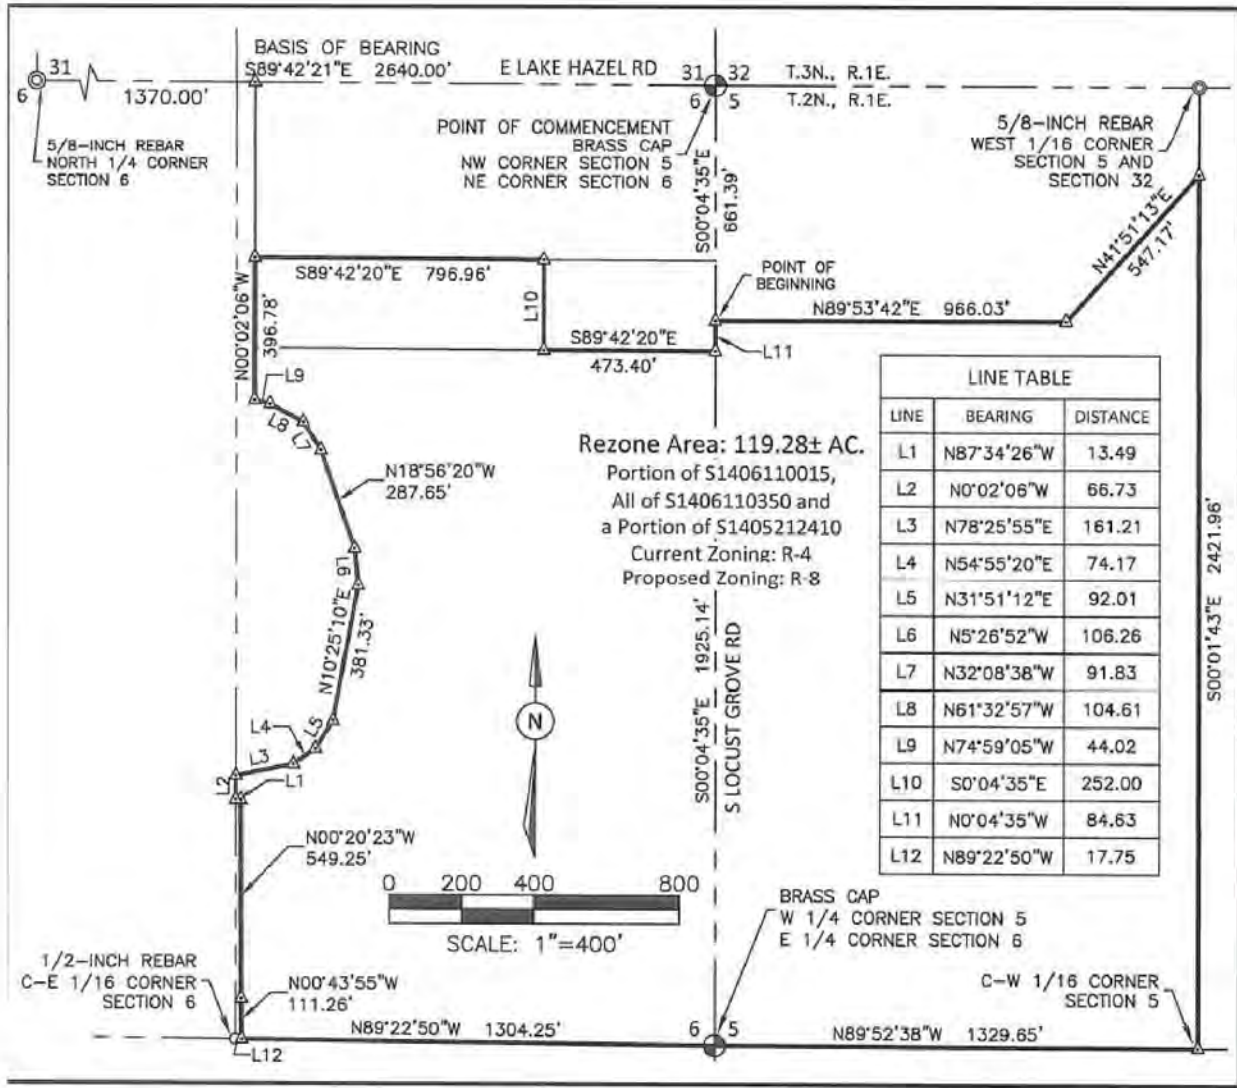 BASIS OF BEARING
S89°42'21"E 2640.00'
E LAKE HAZEL RD
31
6
1370.00'
31 32
6 5
T.3N., R.1E.
T.2N., R.1E.
5/8-INCH REBAR
NORTH 1/4 CORNER
SECTION 6
POINT OF COMMENCEMENT
BRASS CAP
NW CORNER SECTION 5
NE CORNER SECTION 6
5/8-INCH REBAR
WEST 1/16 CORNER
SECTION 5 AND
SECTION 32
S00°04'35"E
661.39'
N41°51'13"E
547.17'
S89°42'20"E 796.96'
L10
POINT OF
BEGINNING
N89°53'42"E 966.03'
N00°02'06"W
396.78'
S89°42'20"E
473.40'
L11
L9
L8
L7
N18°56'20"W
287.65'
L6
N10°25'10"E
381.33'
L5
L4
L3
L2
L1
Rezone Area: 119.28± AC.
Portion of S1406110015,
All of S1406110350 and
a Portion of S1405212410
Current Zoning: R-4
Proposed Zoning: R-8
LINE TABLE
LINE BEARING DISTANCE
L1 N87°34'26"W 13.49
L2 N0°02'06"W 66.73
L3 N78°25'55"E 161.21
L4 N54°55'20"E 74.17
L5 N31°51'12"E 92.01
L6 N5°26'52"W 106.26
L7 N32°08'38"W 91.83
L8 N61°32'57"W 104.61
L9 N74°59'05"W 44.02
L10 S0°04'35"E 252.00
L11 N0°04'35"W 84.63
L12 N89°22'50"W 17.75
S00°01'43"E 2421.96'
S00°04'35"E 1925.14'
S LOCUST GROVE RD
N
N00°20'23"W
549.25'
0 200 400 800
SCALE: 1"=400'
BRASS CAP
W 1/4 CORNER SECTION 5
E 1/4 CORNER SECTION 6
1/2-INCH REBAR
C-E 1/16 CORNER
SECTION 6
N00°43'55"W
111.26'
C-W 1/16 CORNER
SECTION 5
N89°22'50"W 1304.25'
6 5
N89°52'38"W 1329.65'
L12